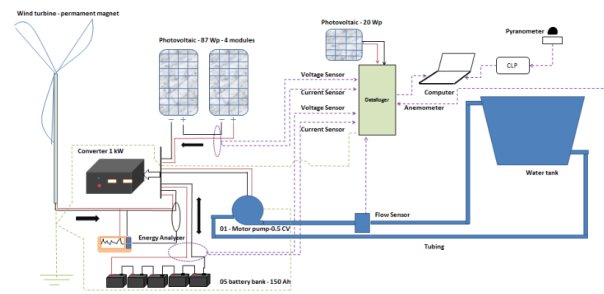 Wind turbine - permament magnet
Photovoltaic - 87 Wp - 4 modules
Photovoltaic - 20 Wp
Pyranometer
CLP
Voltage Sensor
Current Sensor
Voltage Sensor
Current Sensor
Datalloger
Computer
Anemometer
Converter 1 kW
Water tank
Flow Sensor
01 - Motor pump-0.5 CV
Energy Analyzer
Tubing
05 battery bank - 150 Ah